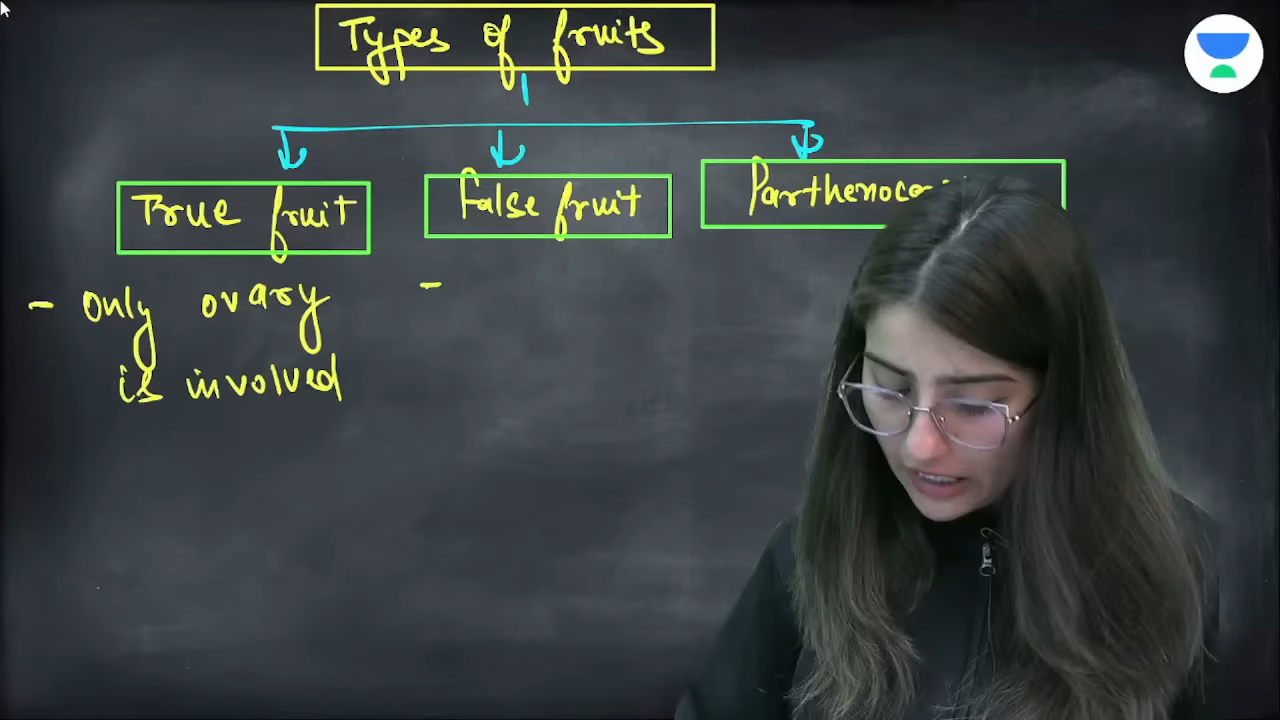 Types of fruits
True fruit
False fruit
- Only ovary
is involved
-